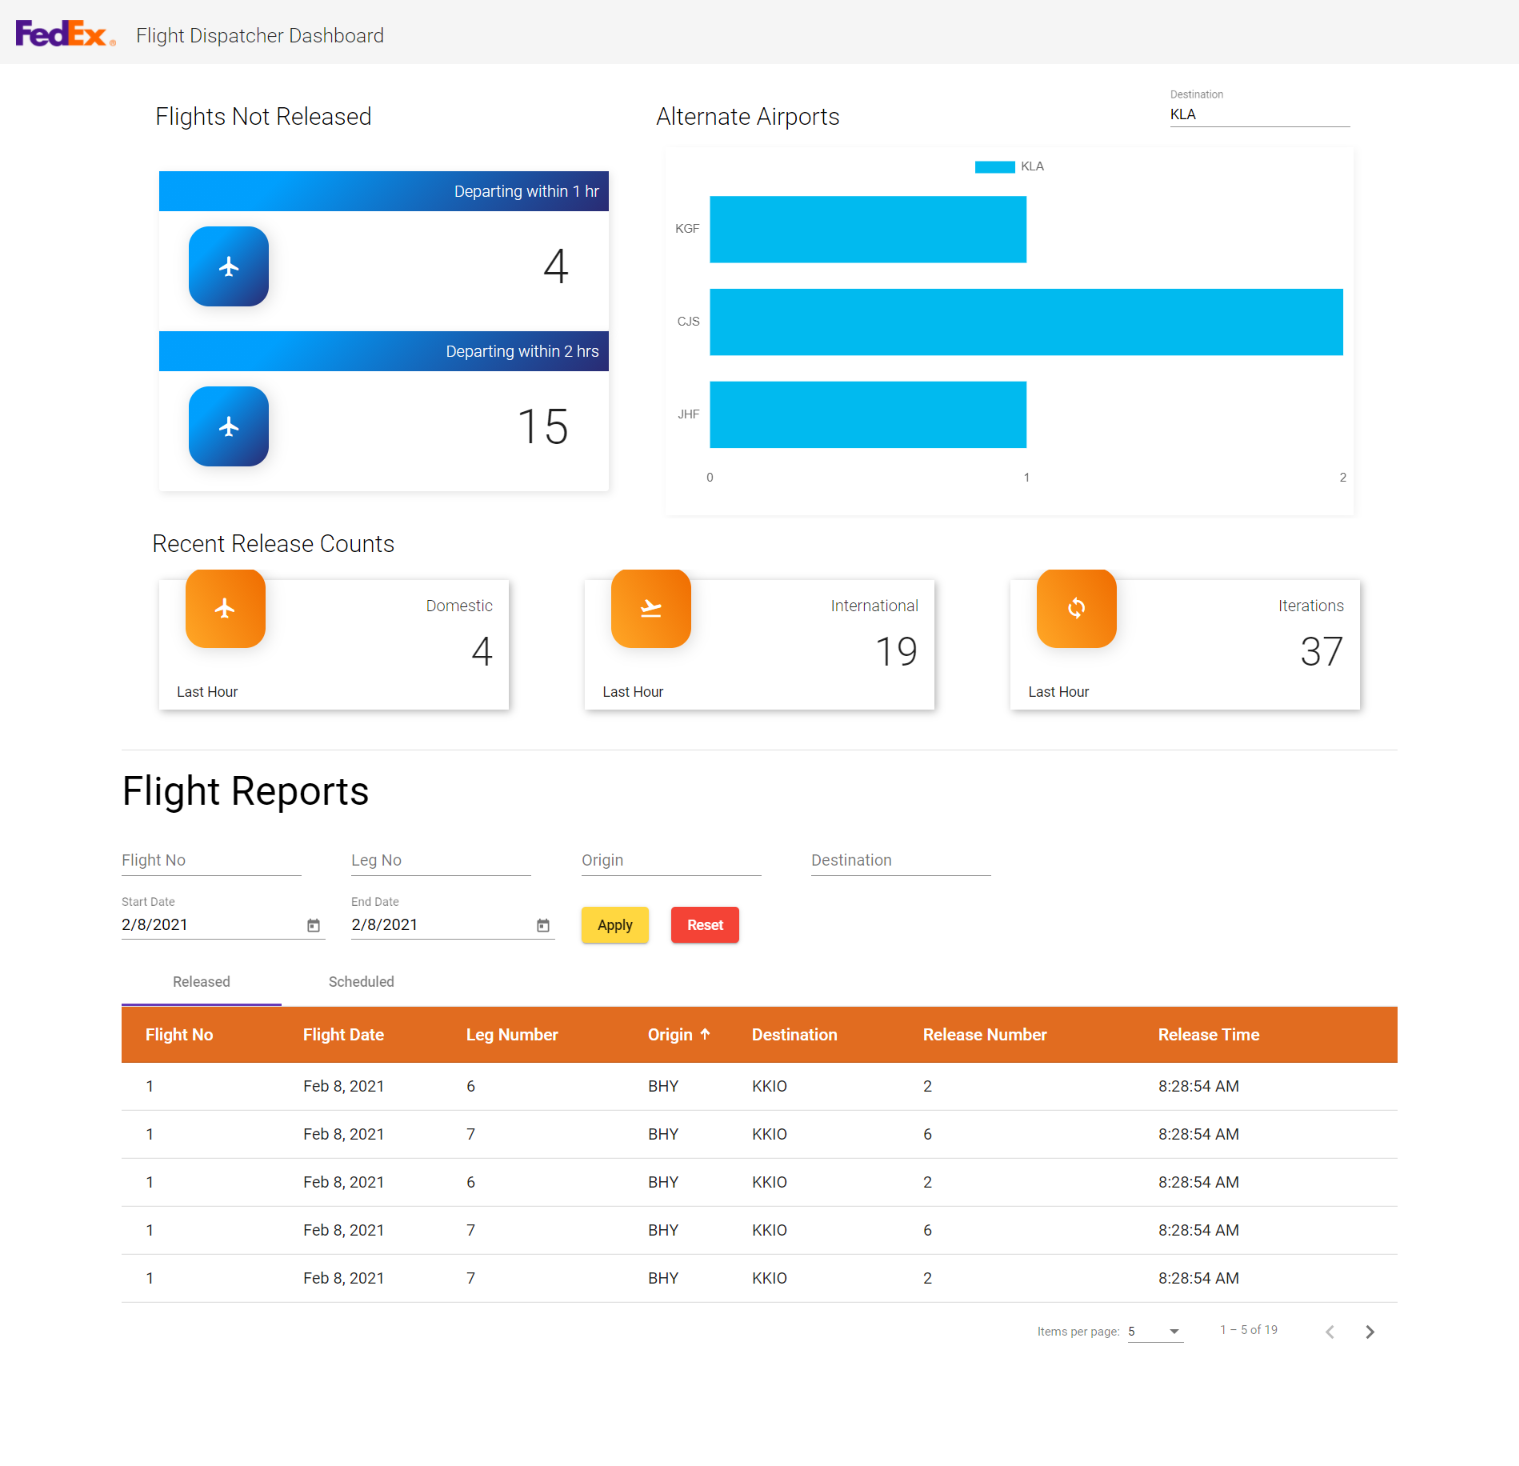 FedEx®
Flight Dispatcher Dashboard
Flights Not Released
Departing within 1 hr
4
Departing within 2 hrs
15
Alternate Airports
Destination
KLA
KLA
KGF
CJS
JHF
0 1 2
Recent Release Counts
Domestic
4
Last Hour
International
19
Last Hour
Iterations
37
Last Hour
Flight Reports
Flight No Leg No Origin Destination
Start Date End Date
2/8/2021 2/8/2021 Apply Reset
Released Scheduled
Flight No Flight Date Leg Number Origin Destination Release Number Release Time
1 Feb 8, 2021 6 BHY KKIO 2 8:28:54 AM
1 Feb 8, 2021 7 BHY KKIO 6 8:28:54 AM
1 Feb 8, 2021 6 BHY KKIO 2 8:28:54 AM
1 Feb 8, 2021 7 BHY KKIO 6 8:28:54 AM
1 Feb 8, 2021 7 BHY KKIO 2 8:28:54 AM
Items per page: 5 1 – 5 of 19